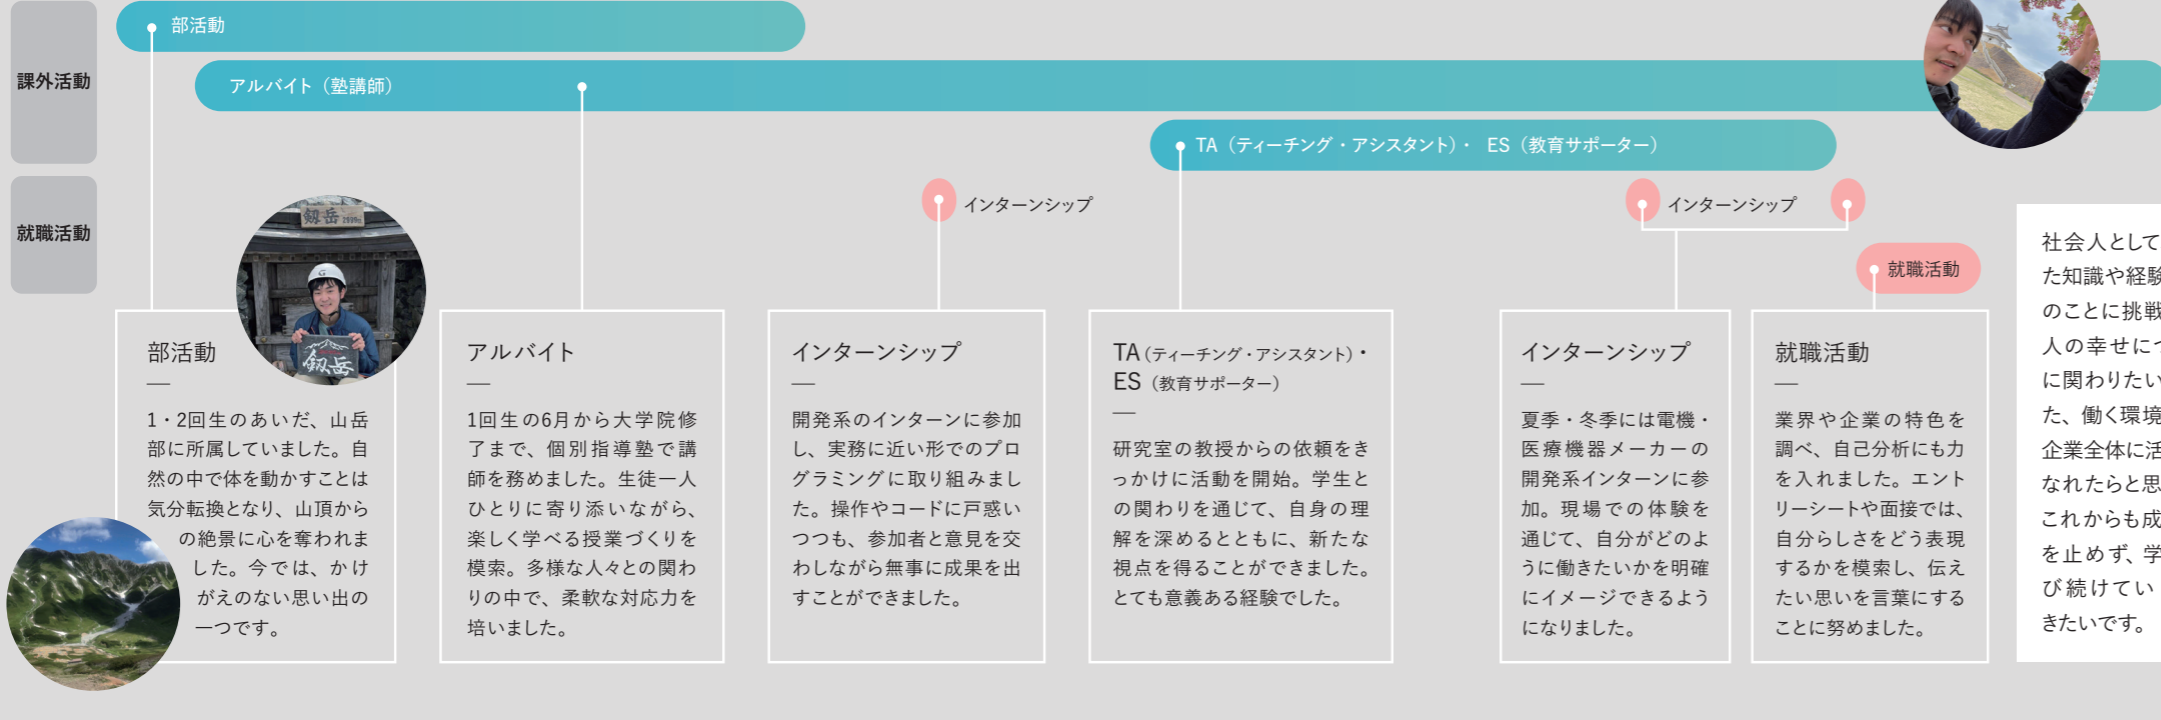 課外活動
部活動
アルバイト（塾講師）
TA（ティーチング・アシスタント）・ ES（教育サポーター）
就職活動
インターンシップ
インターンシップ
就職活動
剱岳
剱岳
部活動
1・2回生のあいだ、山岳
部に所属していました。自
然の中で体を動かすことは
気分転換となり、山頂から
の絶景に心を奪われま
した。今では、かけ
がえのない思い出の
一つです。
アルバイト
1回生の6月から大学院修
了まで、個別指導塾で講
師を務めました。生徒一人
ひとりに寄り添いながら、
楽しく学べる授業づくりを
模索。多様な人々との関わ
りの中で、柔軟な対応力を
培いました。
インターンシップ
開発系のインターンに参加
し、実務に近い形でのプロ
グラミングに取り組みまし
た。操作やコードに戸惑い
つつも、参加者と意見を交
わしながら無事に成果を出
すことができました。
TA（ティーチング・アシスタント）・
ES（教育サポーター）
研究室の教授からの依頼をき
っかけに活動を開始。学生と
の関わりを通じて、自身の理
解を深めるとともに、新たな
視点を得ることができました。
とても意義ある経験でした。
インターンシップ
夏季・冬季には電機・
医療機器メーカーの
開発系インターンに参
加。現場での体験を
通じて、自分がどのよ
うに働きたいかを明確
にイメージできるよう
になりました。
就職活動
業界や企業の特色を
調べ、自己分析にも力
を入れました。エント
リーシートや面接では、
自分らしさをどう表現
するかを模索し、伝え
たい思いを言葉にする
ことに努めました。
社会人として
た知識や経験
のことに挑戦
人の幸せにつ
に関わりたい
た、働く環境
企業全体に活
なれたらと思
これからも成
を止めず、学
び続けてい
きたいです。